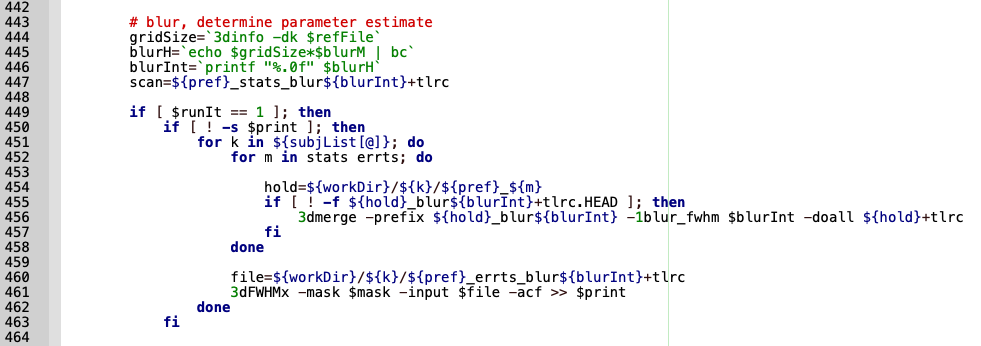 442
443 # blur, determine parameter estimate
444 gridSize=`3dinfo -dk $refFile`
445 blurH=`echo $gridSize*$blurM | bc`
446 blurInt=`printf "%.0f" $blurH`
447 scan=${pref}_stats_blur${blurInt}+tlrc
448
449 if [ $runIt == 1 ]; then
450 if [ ! -s $print ]; then
451 for k in ${subjList[@]}; do
452 for m in stats errts; do
453
454 hold=${workDir}/${k}/${pref}_${m}
455 if [ ! -f ${hold}_blur${blurInt}+tlrc.HEAD ]; then
456 3dmerge -prefix ${hold}_blur${blurInt} -1blur_fwhm $blurInt -doall ${hold}+tlrc
457 fi
458 done
459
460 file=${workDir}/${k}/${pref}_errts_blur${blurInt}+tlrc
461 3dFWHMx -mask $mask -input $file -acf >> $print
462 done
463 fi
464